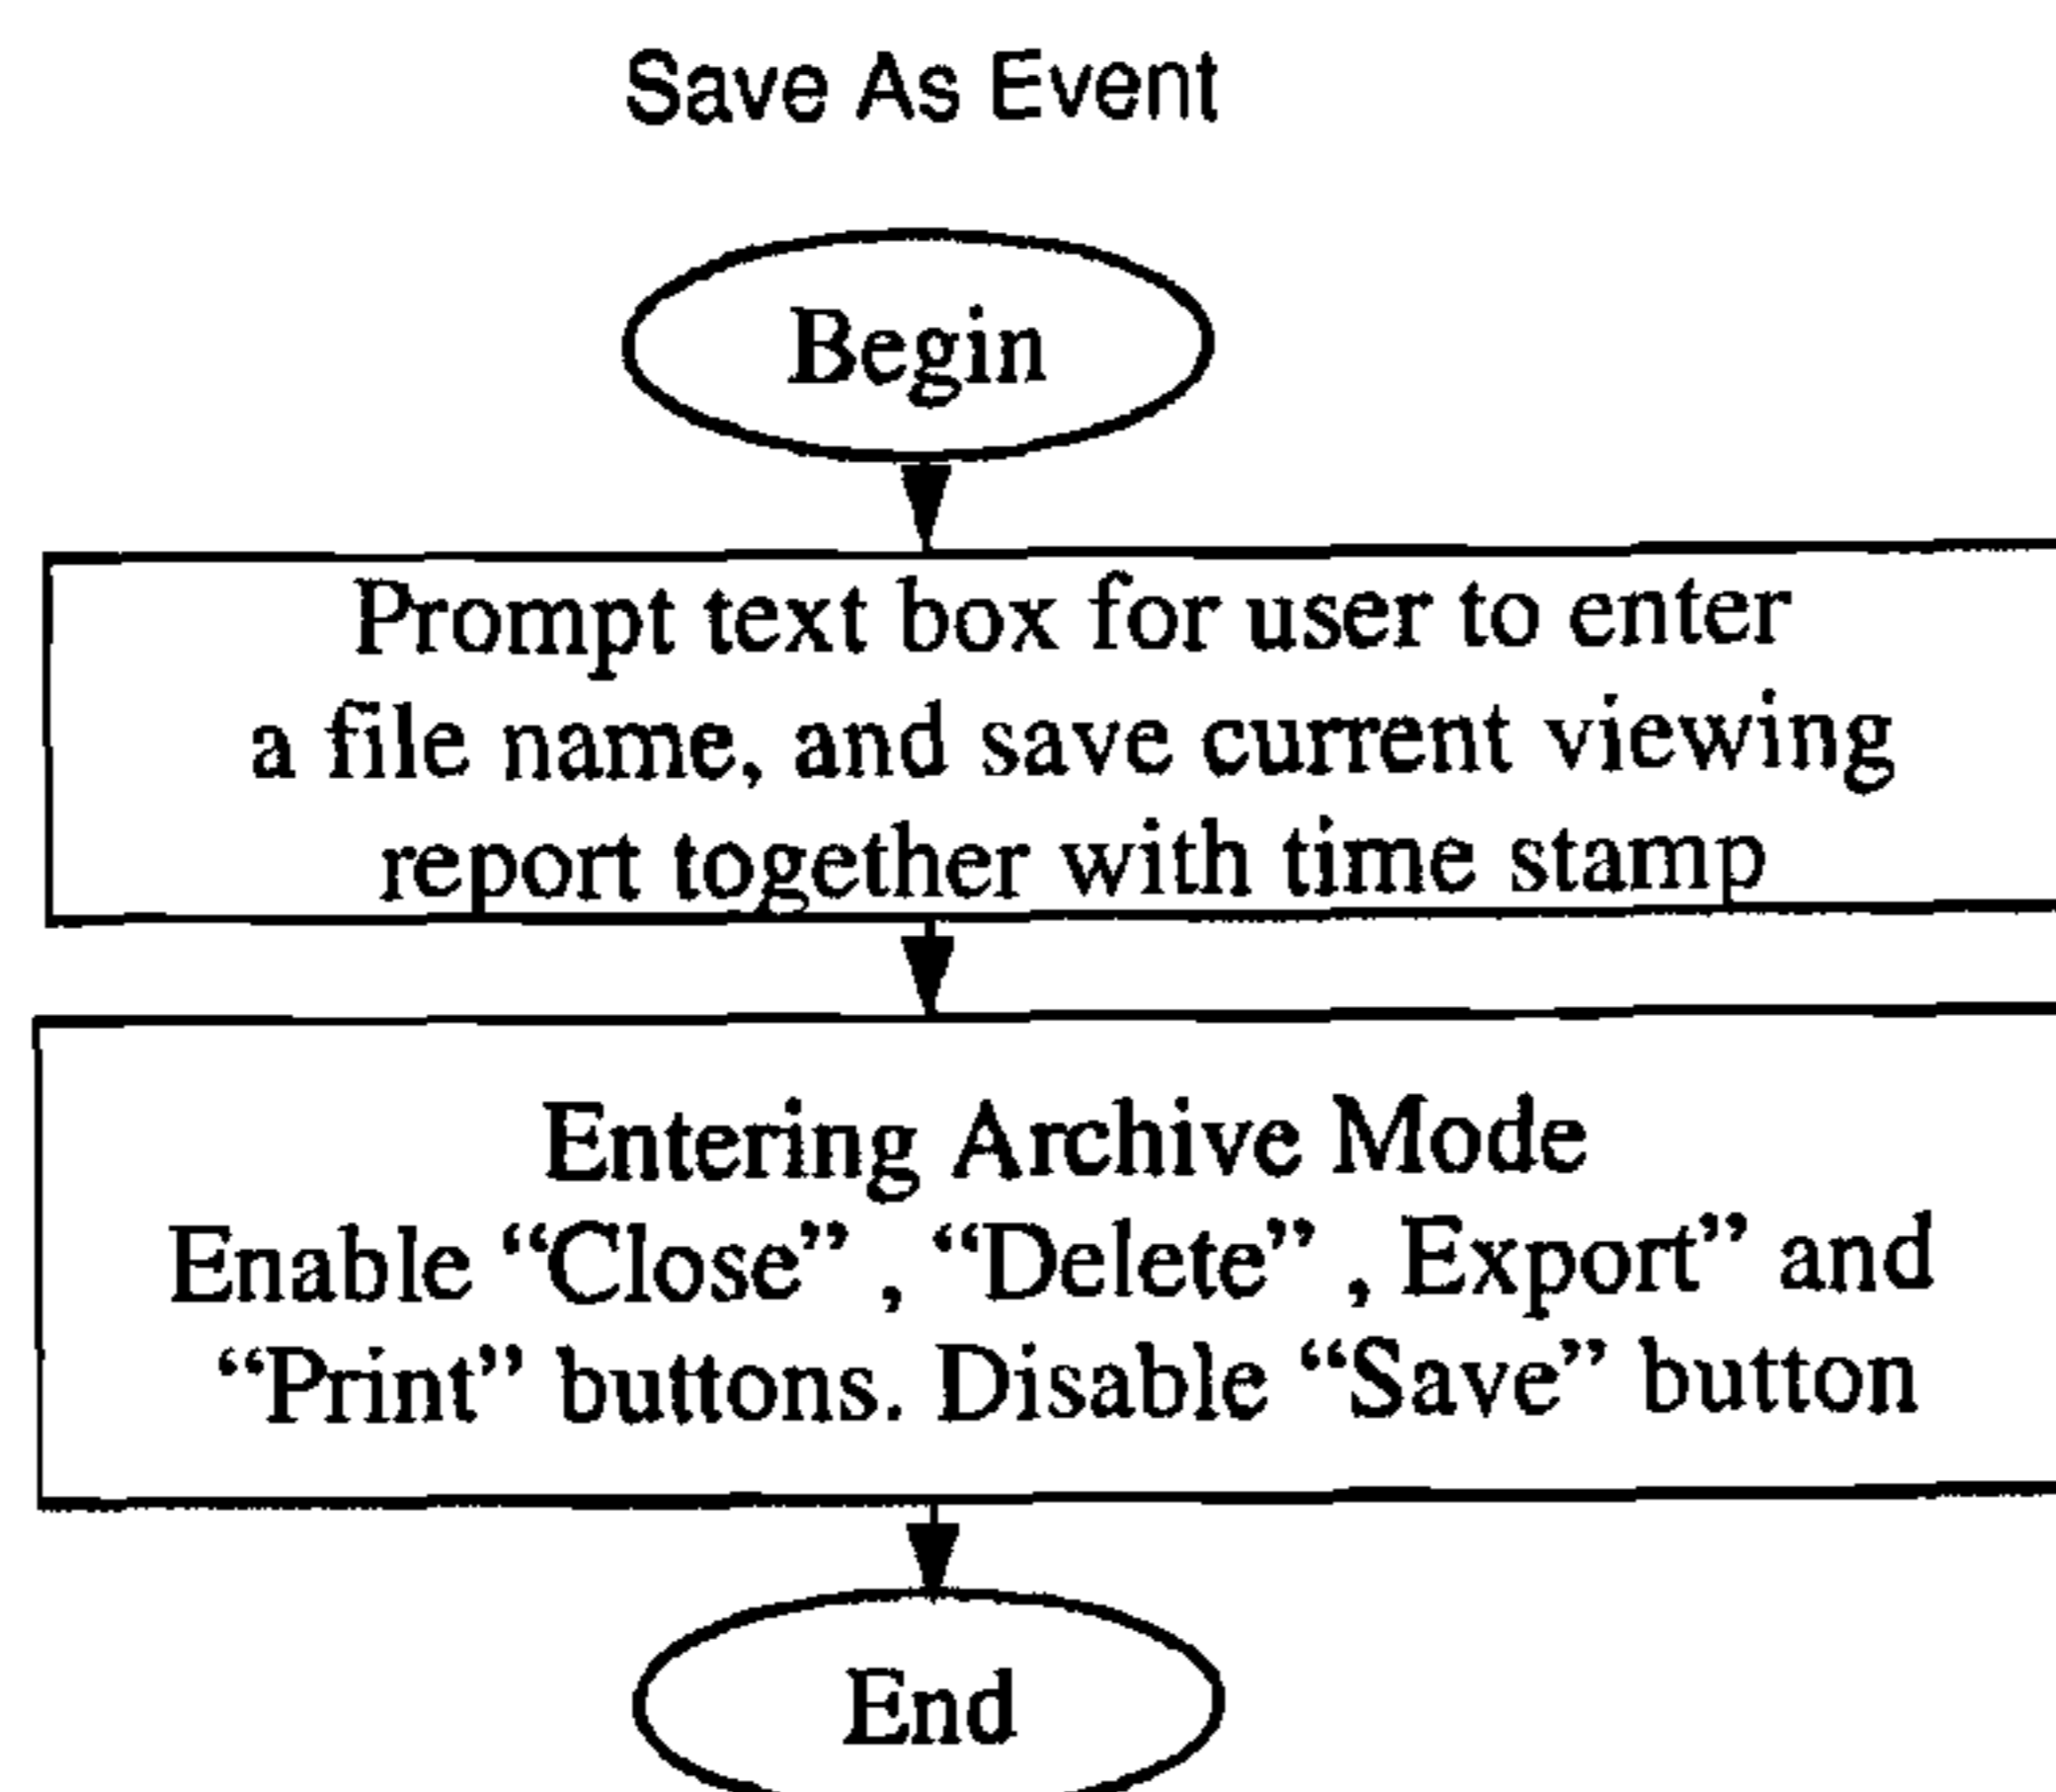 Save As Event
Begin
Prompt text box for user to enter
a file name, and save current viewing
report together with time stamp
Entering Archive Mode
Enable “Close” , “Delete” , Export” and
“Print” buttons. Disable “Save” button
End